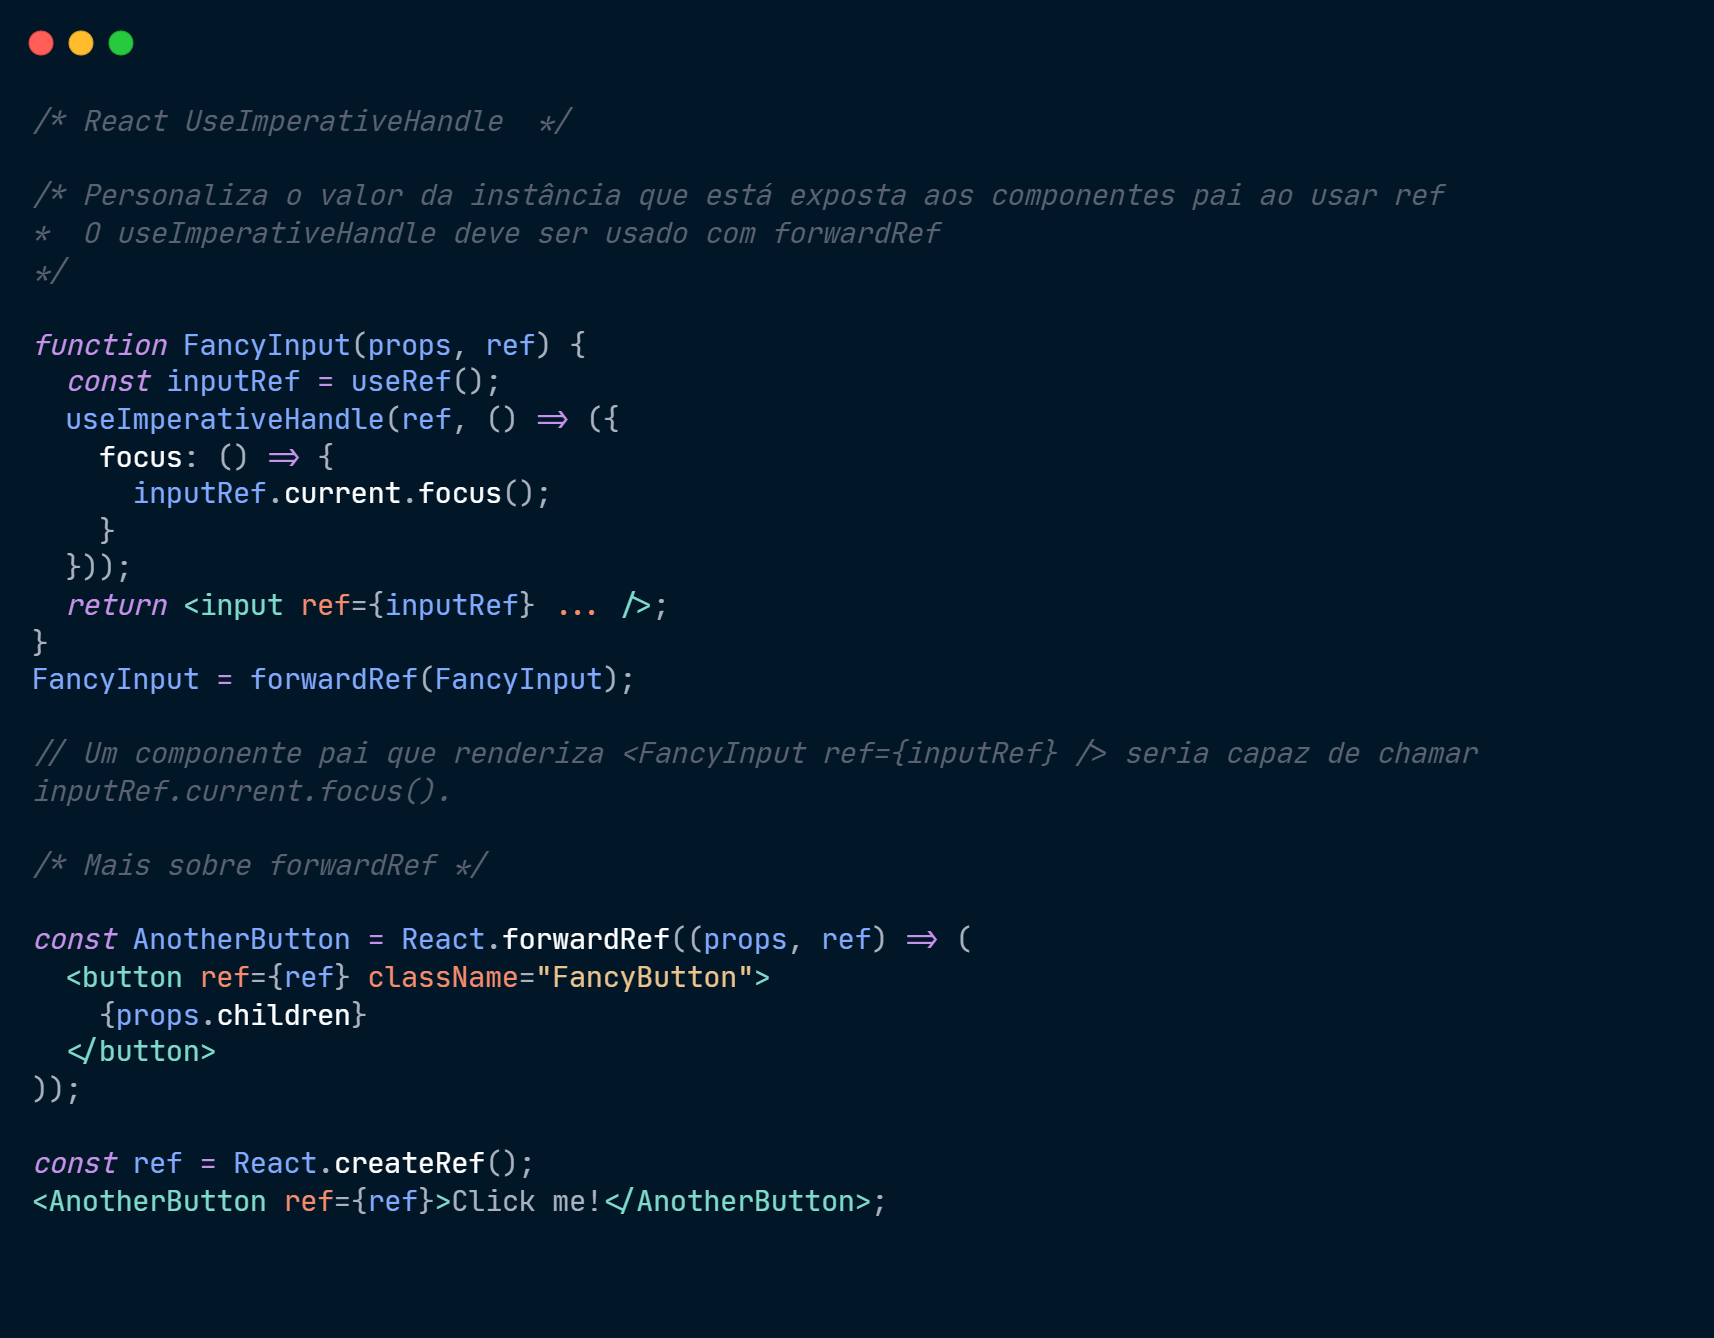 /* React UseImperativeHandle  */
/* Personaliza o valor da instância que está exposta aos componentes pai ao usar ref
*  O useImperativeHandle deve ser usado com forwardRef
*/
function FancyInput(props, ref) {
  const inputRef = useRef();
  useImperativeHandle(ref, () => ({
    focus: () => {
      inputRef.current.focus();
    }
  }));
  return <input ref={inputRef} ... />;
}
FancyInput = forwardRef(FancyInput);
// Um componente pai que renderiza <FancyInput ref={inputRef} /> seria capaz de chamar
inputRef.current.focus().
/* Mais sobre forwardRef */
const AnotherButton = React.forwardRef((props, ref) => (
  <button ref={ref} className="FancyButton">
    {props.children}
  </button>
));
const ref = React.createRef();
<AnotherButton ref={ref}>Click me!</AnotherButton>;